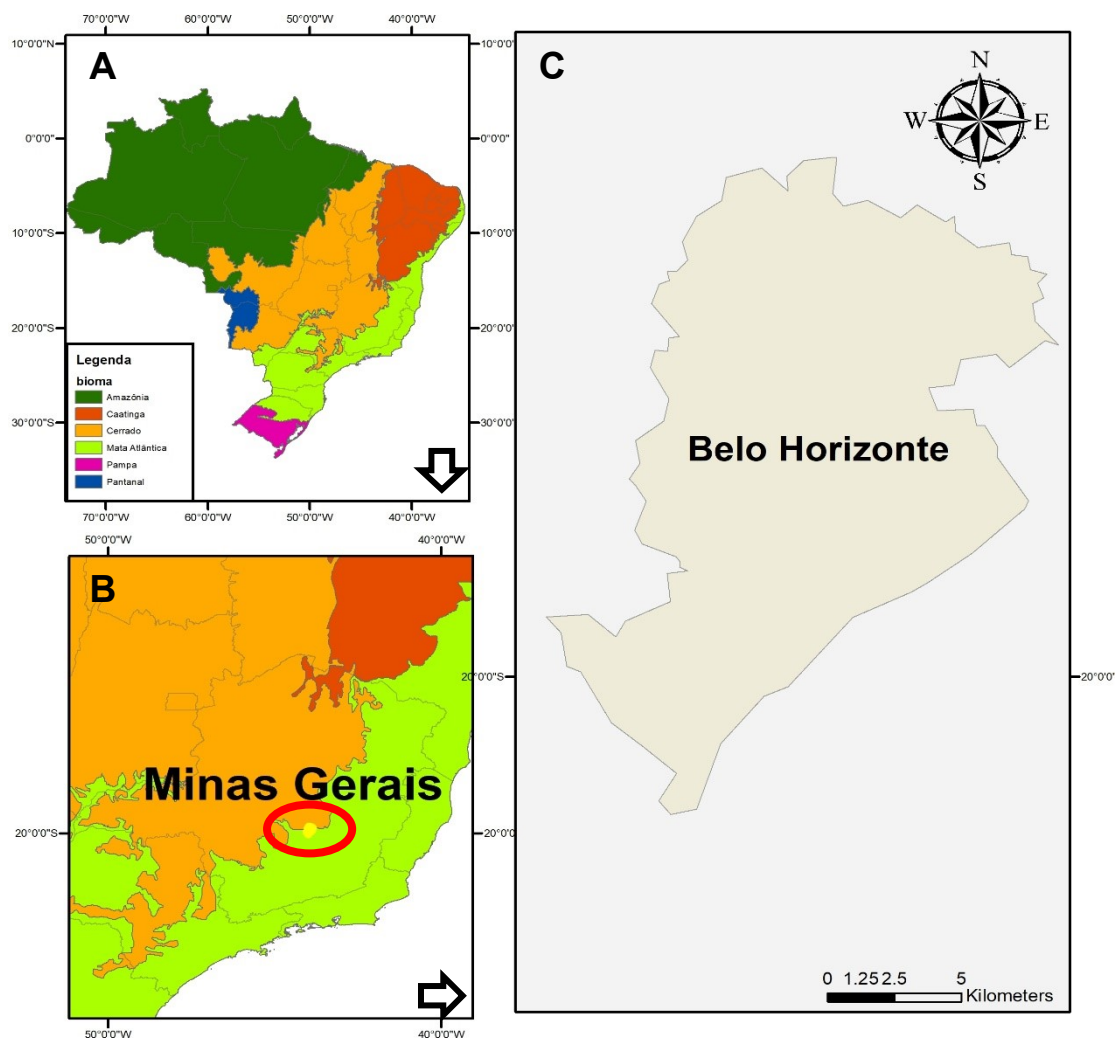 70°0'0"W 60°0'0"W 50°0'0"W 40°0'0"W
10°0'0"N
10°0'0"N
A
0°0'0"
0°0'0"
10°0'0"S
10°0'0"S
20°0'0"S
20°0'0"S
30°0'0"S
30°0'0"S
Legenda
bioma
Amazônia
Caatinga
Cerrado
Mata Atlântica
Pampa
Pantanal
70°0'0"W 60°0'0"W 50°0'0"W 40°0'0"W
50°0'0"W 40°0'0"W
B
20°0'0"S
Minas Gerais
20°0'0"S
20°0'0"S
50°0'0"W 40°0'0"W
C
N
W E
S
Belo Horizonte
20°0'0"
0 1.25 2.5 5
Kilometers